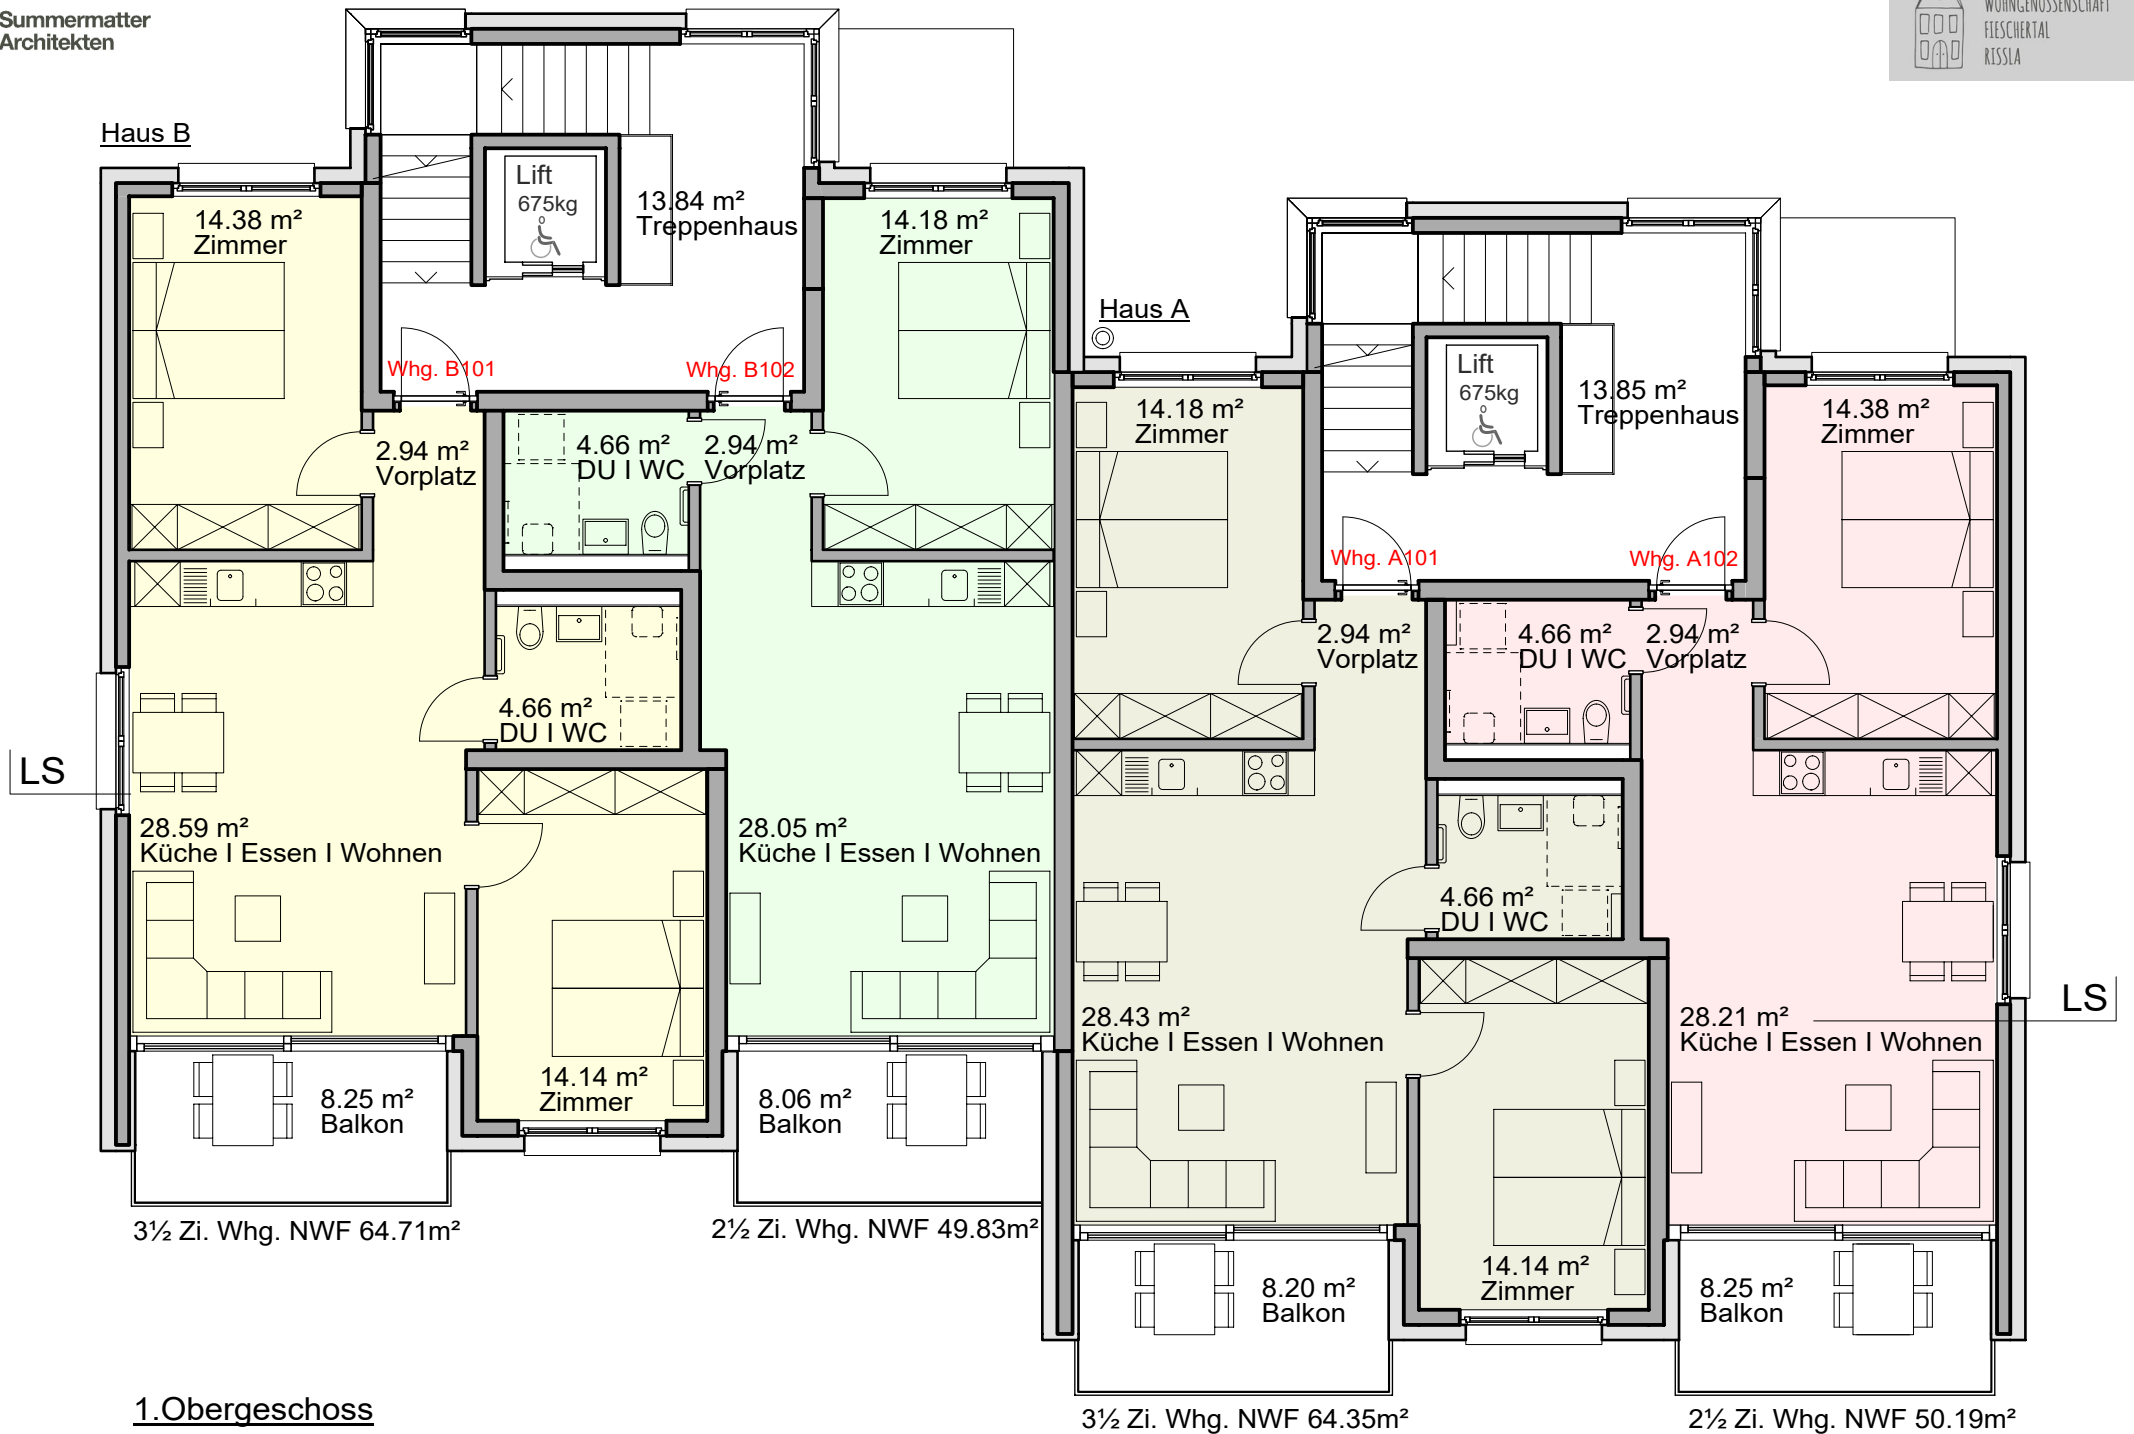 Summermatter
Architekten
WOHNGENOSSENSCHAFT
FIESCHERTAL
RISSLA
Haus B
Lift
675kg
13.84 m²
Treppenhaus
14.38 m²
Zimmer
14.18 m²
Zimmer
Whg. B101
Whg. B102
2.94 m²
Vorplatz
4.66 m²
DU I WC
2.94 m²
Vorplatz
4.66 m²
DU I WC
LS
28.59 m²
Küche I Essen I Wohnen
28.05 m²
Küche I Essen I Wohnen
14.14 m²
Zimmer
8.25 m²
Balkon
8.06 m²
Balkon
3½ Zi. Whg. NWF 64.71m²
2½ Zi. Whg. NWF 49.83m²
Haus A
Lift
675kg
13.85 m²
Treppenhaus
14.18 m²
Zimmer
14.38 m²
Zimmer
Whg. A101
Whg. A102
2.94 m²
Vorplatz
4.66 m²
DU I WC
2.94 m²
Vorplatz
4.66 m²
DU I WC
LS
28.43 m²
Küche I Essen I Wohnen
28.21 m²
Küche I Essen I Wohnen
14.14 m²
Zimmer
8.20 m²
Balkon
8.25 m²
Balkon
3½ Zi. Whg. NWF 64.35m²
2½ Zi. Whg. NWF 50.19m²
1.Obergeschoss